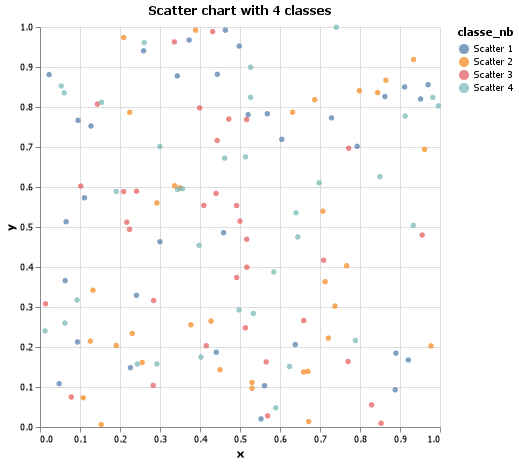 Scatter chart with 4 classes
classe_nb
Scatter 1
Scatter 2
Scatter 3
Scatter 4
1.0
0.9
0.8
0.7
0.6
0.5
0.4
0.3
0.2
0.1
0.0
y
0.0 0.1 0.2 0.3 0.4 0.5 0.6 0.7 0.8 0.9 1.0
x